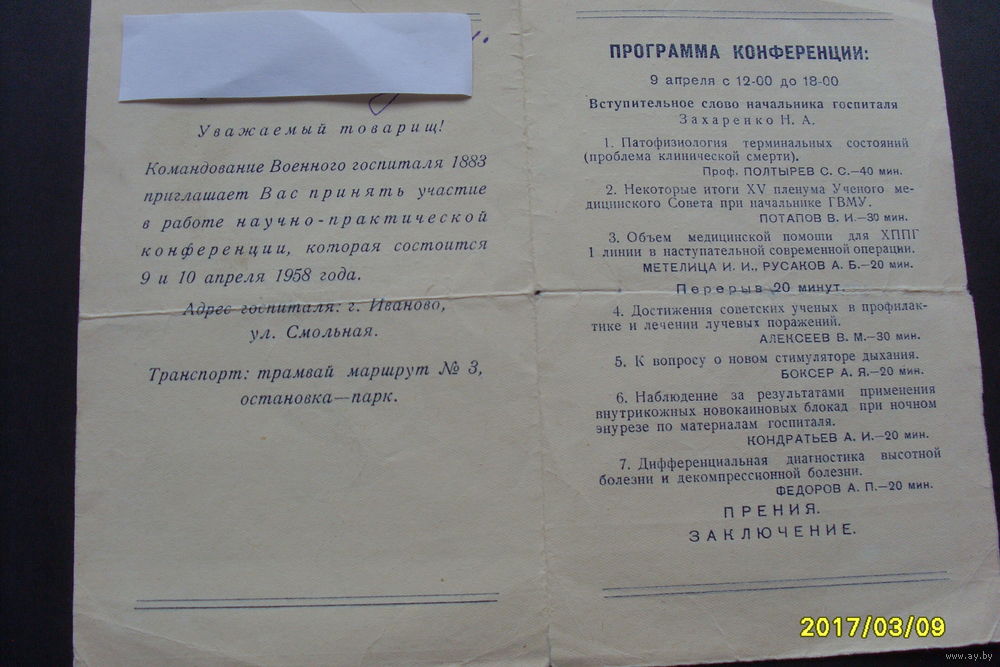 Уважаемый товарищ!
Командование Военного госпиталя 1883
приглашает Вас принять участие
в работе научно-практической
конференции, которая состоится
9 и 10 апреля 1958 года.
Адрес госпиталя: г. Иваново,
ул. Смольная.
Транспорт: трамвай маршрут № 3,
остановка—парк.
ПРОГРАММА КОНФЕРЕНЦИИ:
9 апреля с 12-00 до 18-00
Вступительное слово начальника госпиталя
Захаренко Н. А.
1. Патофизиология терминальных состояний
(проблема клинической смерти).
Проф. ПОЛТЫРЕВ С. С.—40 мин.
2. Некоторые итоги XV пленума Ученого ме-
дицинского Совета при начальнике ГВМУ.
ПОТАПОВ В. И.—30 мин.
3. Объем медицинской помощи для ХППГ
1 линии в наступательной современной операции.
МЕТЕЛИЦА И. И., РУСАКОВ А. Б.—20 мин.
Перерыв 20 минут.
4. Достижения советских ученых в профилак-
тике и лечении лучевых поражений.
АЛЕКСЕЕВ В. М.—30 мин.
5. К вопросу о новом стимуляторе дыхания.
БОКСЕР А. Я.—20 мин.
6. Наблюдение за результатами применения
внутрикожных новокаиновых блокад при ночном
энурезе по материалам госпиталя.
КОНДРАТЬЕВ А. И.—20 мин.
7. Дифференциальная диагностика высотной
болезни и декомпрессионной болезни.
ФЕДОРОВ А. П.—20 мин.
ПРЕНИЯ.
ЗАКЛЮЧЕНИЕ.
2017/03/09
www.ay.by